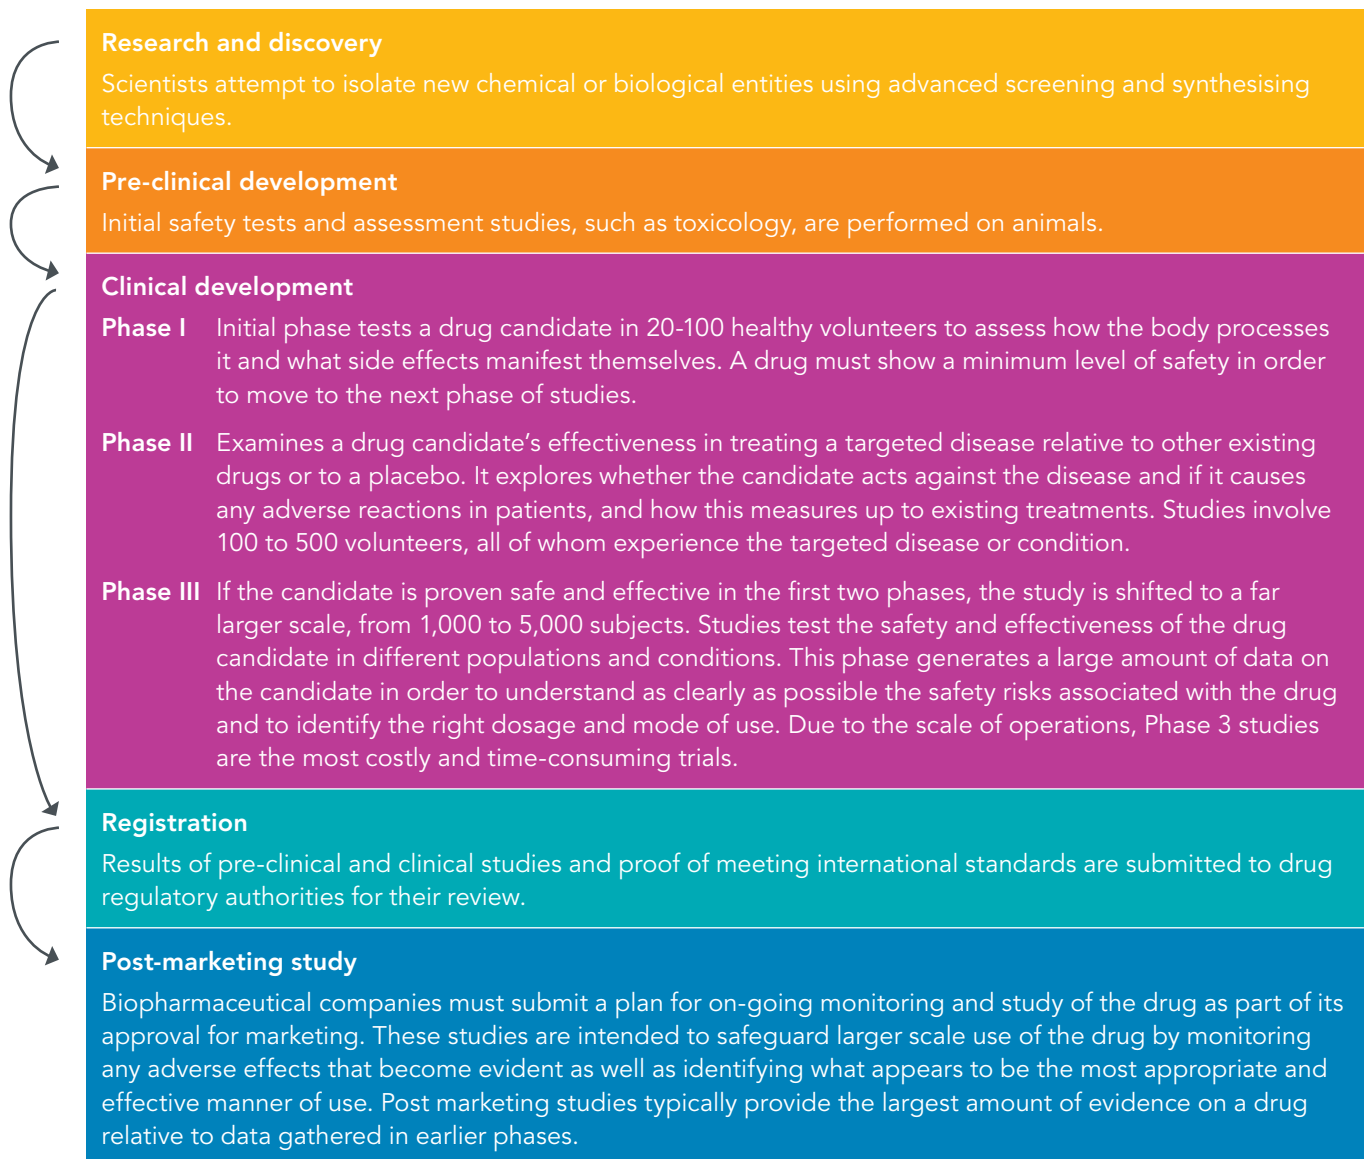 Research and discovery
Scientists attempt to isolate new chemical or biological entities using advanced screening and synthesising
techniques.
Pre-clinical development
Initial safety tests and assessment studies, such as toxicology, are performed on animals.
Clinical development
Phase I Initial phase tests a drug candidate in 20-100 healthy volunteers to assess how the body processes
it and what side effects manifest themselves. A drug must show a minimum level of safety in order
to move to the next phase of studies.
Phase II Examines a drug candidate's effectiveness in treating a targeted disease relative to other existing
drugs or to a placebo. It explores whether the candidate acts against the disease and if it causes
any adverse reactions in patients, and how this measures up to existing treatments. Studies involve
100 to 500 volunteers, all of whom experience the targeted disease or condition.
Phase III If the candidate is proven safe and effective in the first two phases, the study is shifted to a far
larger scale, from 1,000 to 5,000 subjects. Studies test the safety and effectiveness of the drug
candidate in different populations and conditions. This phase generates a large amount of data on
the candidate in order to understand as clearly as possible the safety risks associated with the drug
and to identify the right dosage and mode of use. Due to the scale of operations, Phase 3 studies
are the most costly and time-consuming trials.
Registration
Results of pre-clinical and clinical studies and proof of meeting international standards are submitted to drug
regulatory authorities for their review.
Post-marketing study
Biopharmaceutical companies must submit a plan for on-going monitoring and study of the drug as part of its
approval for marketing. These studies are intended to safeguard larger scale use of the drug by monitoring
any adverse effects that become evident as well as identifying what appears to be the most appropriate and
effective manner of use. Post marketing studies typically provide the largest amount of evidence on a drug
relative to data gathered in earlier phases.